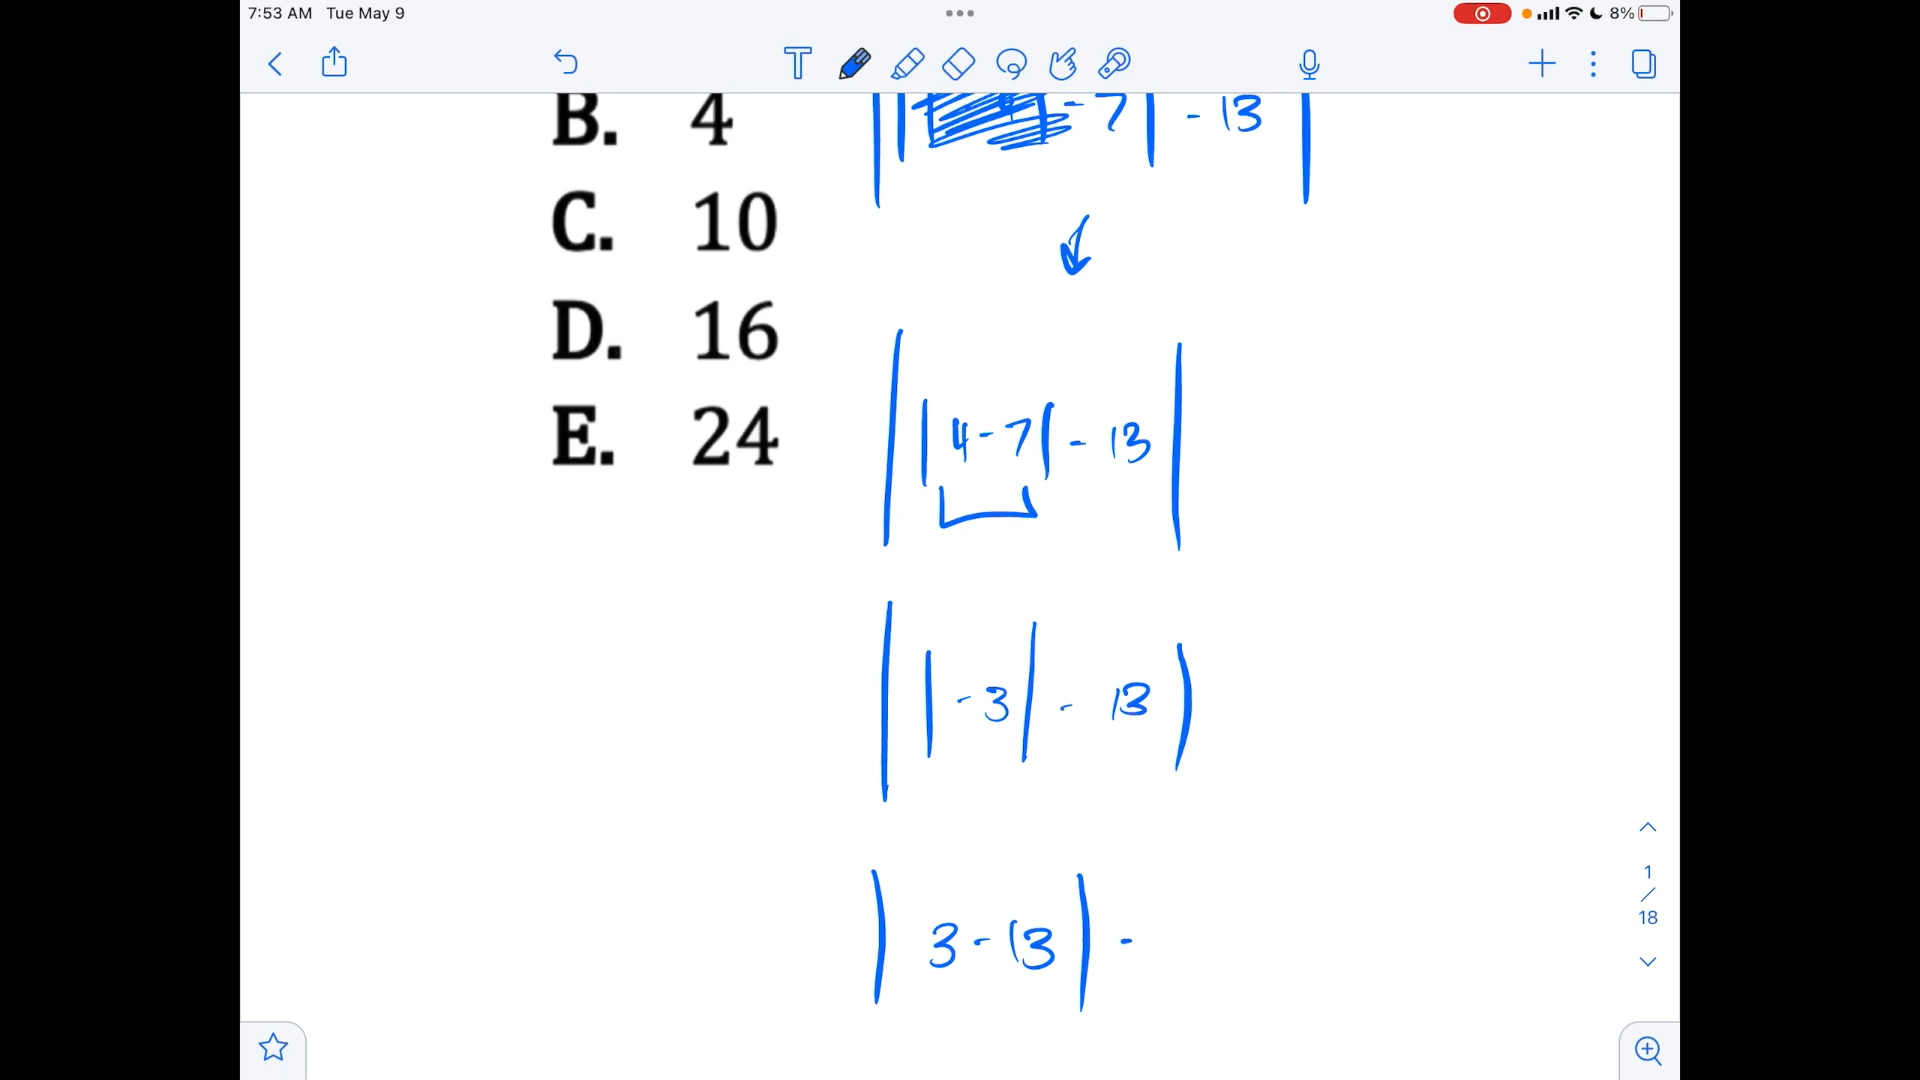 7:53 AM Tue May 9
8%
T
B. 4
- 7| - 13 |
C. 10
D. 16
| |4 - 7| - 13 |
E. 24
| |-3| - 13 |
1
/
18
| 3 - 13 | -